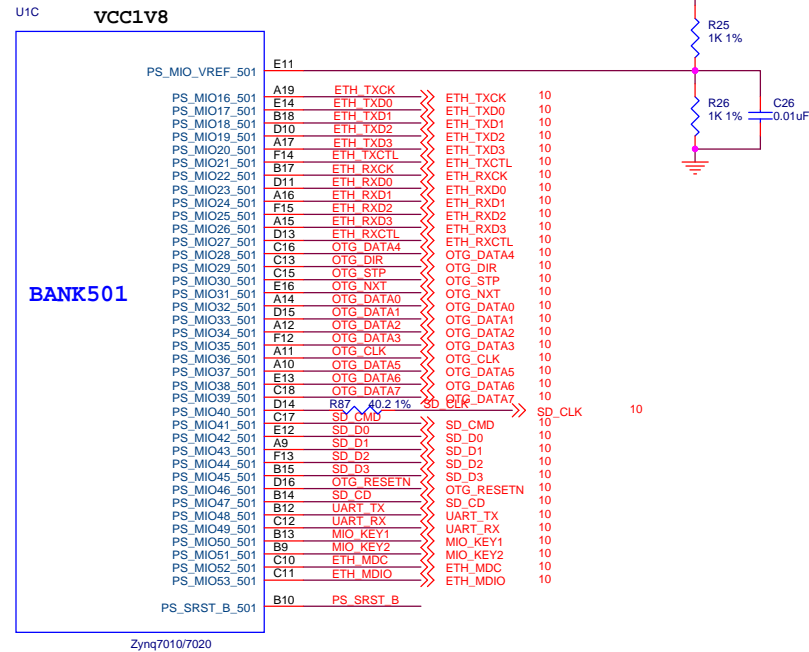 U1C
VCC1V8
R25
1K 1%
PS_MIO_VREF_501 E11
R26
1K 1%
C26
0.01uF
PS_MIO16_501 A19 ETH_TXCK ETH_TXCK 10
PS_MIO17_501 E14 ETH_TXD0 ETH_TXD0 10
PS_MIO18_501 B18 ETH_TXD1 ETH_TXD1 10
PS_MIO19_501 D10 ETH_TXD2 ETH_TXD2 10
PS_MIO20_501 A17 ETH_TXD3 ETH_TXD3 10
PS_MIO21_501 F14 ETH_TXCTL ETH_TXCTL 10
PS_MIO22_501 B17 ETH_RXCK ETH_RXCK 10
PS_MIO23_501 D11 ETH_RXD0 ETH_RXD0 10
PS_MIO24_501 A16 ETH_RXD1 ETH_RXD1 10
PS_MIO25_501 F15 ETH_RXD2 ETH_RXD2 10
PS_MIO26_501 A15 ETH_RXD3 ETH_RXD3 10
PS_MIO27_501 D13 ETH_RXCTL ETH_RXCTL 10
PS_MIO28_501 C16 OTG_DATA4 OTG_DATA4 10
PS_MIO29_501 C13 OTG_DIR OTG_DIR 10
PS_MIO30_501 C15 OTG_STP OTG_STP 10
PS_MIO31_501 E16 OTG_NXT OTG_NXT 10
BANK501
PS_MIO32_501 A14 OTG_DATA0 OTG_DATA0 10
PS_MIO33_501 D15 OTG_DATA1 OTG_DATA1 10
PS_MIO34_501 A12 OTG_DATA2 OTG_DATA2 10
PS_MIO35_501 F12 OTG_DATA3 OTG_DATA3 10
PS_MIO36_501 A11 OTG_CLK OTG_CLK 10
PS_MIO37_501 A10 OTG_DATA5 OTG_DATA5 10
PS_MIO38_501 E13 OTG_DATA6 OTG_DATA6 10
PS_MIO39_501 C18 OTG_DATA7 OTG_DATA7 10
PS_MIO40_501 D14 R87 40.2 1% SD_CLK SD_CLK 10
PS_MIO41_501 C17 SD_CMD SD_CMD 10
PS_MIO42_501 E12 SD_D0 SD_D0 10
PS_MIO43_501 A9 SD_D1 SD_D1 10
PS_MIO44_501 F13 SD_D2 SD_D2 10
PS_MIO45_501 B15 SD_D3 SD_D3 10
PS_MIO46_501 D16 OTG_RESETN OTG_RESETN 10
PS_MIO47_501 B14 SD_CD SD_CD 10
PS_MIO48_501 B12 UART_TX UART_TX 10
PS_MIO49_501 C12 UART_RX UART_RX 10
PS_MIO50_501 B13 MIO_KEY1 MIO_KEY1 10
PS_MIO51_501 B9 MIO_KEY2 MIO_KEY2 10
PS_MIO52_501 C10 ETH_MDC ETH_MDC 10
PS_MIO53_501 C11 ETH_MDIO ETH_MDIO 10
PS_SRST_B_501 B10 PS_SRST_B
Zynq7010/7020